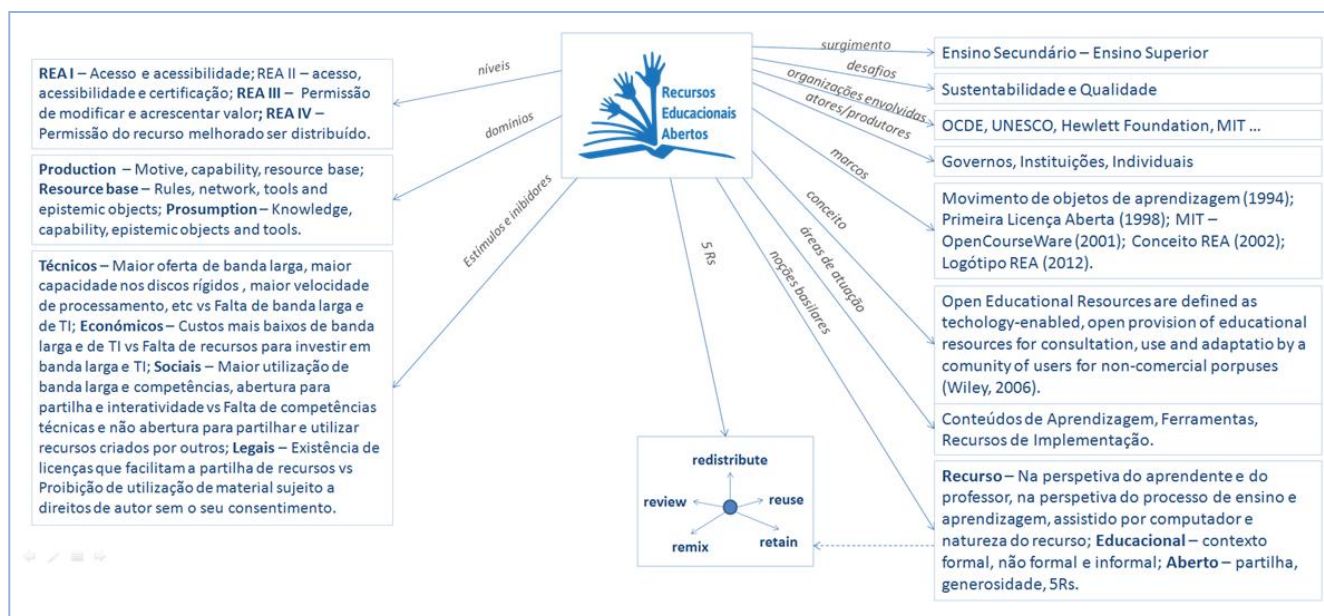 Recursos
Educacionais
Abertos
níveis
REA I – Acesso e acessibilidade; REA II – acesso,
acessibilidade e certificação; REA III – Permissão
de modificar e acrescentar valor; REA IV –
Permissão do recurso melhorado ser distribuído.
domínios
Production – Motive, capability, resource base;
Resource base – Rules, network, tools and
epistemic objects; Prosumption – Knowledge,
capability, epistemic objects and tools.
Estímulos e inibidores
Técnicos – Maior oferta de banda larga, maior
capacidade nos discos rígidos , maior velocidade
de processamento, etc vs Falta de banda larga e
de TI; Económicos – Custos mais baixos de banda
larga e de TI vs Falta de recursos para investir em
banda larga e TI; Sociais – Maior utilização de
banda larga e competências, abertura para
partilha e interatividade vs Falta de competências
técnicas e não abertura para partilhar e utilizar
recursos criados por outros; Legais – Existência de
licenças que facilitam a partilha de recursos vs
Proibição de utilização de material sujeito a
direitos de autor sem o seu consentimento.
5 Rs
redistribute
review
reuse
remix
retain
surgimento
Ensino Secundário – Ensino Superior
desafios
Sustentabilidade e Qualidade
organizações envolvidas
OCDE, UNESCO, Hewlett Foundation, MIT ...
atores/produtores
Governos, Instituições, Individuais
marcos
Movimento de objetos de aprendizagem (1994);
Primeira Licença Aberta (1998); MIT –
OpenCourseWare (2001); Conceito REA (2002);
Logótipo REA (2012).
conceito
Open Educational Resources are defined as
techology-enabled, open provision of educational
resources for consultation, use and adaptatio by a
comunity of users for non-comercial porpuses
(Wiley, 2006).
áreas de atuação
Conteúdos de Aprendizagem, Ferramentas,
Recursos de Implementação.
noções basilares
Recurso – Na perspetiva do aprendente e do
professor, na perspetiva do processo de ensino e
aprendizagem, assistido por computador e
natureza do recurso; Educacional – contexto
formal, não formal e informal; Aberto – partilha,
generosidade, 5Rs.